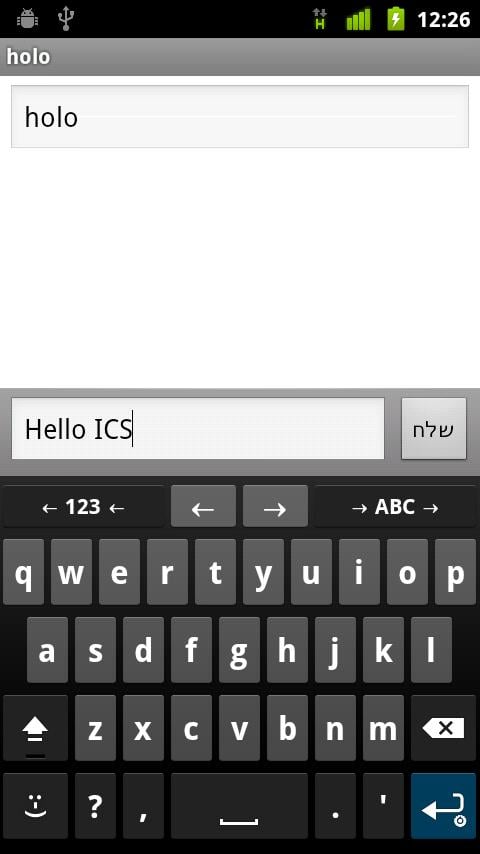 H 12:26
holo
holo
Hello ICS שלח
← 123 ← ← → → ABC →
q w e r t y u i o p
a s d f g h j k l
z x c v b n m
? , . '